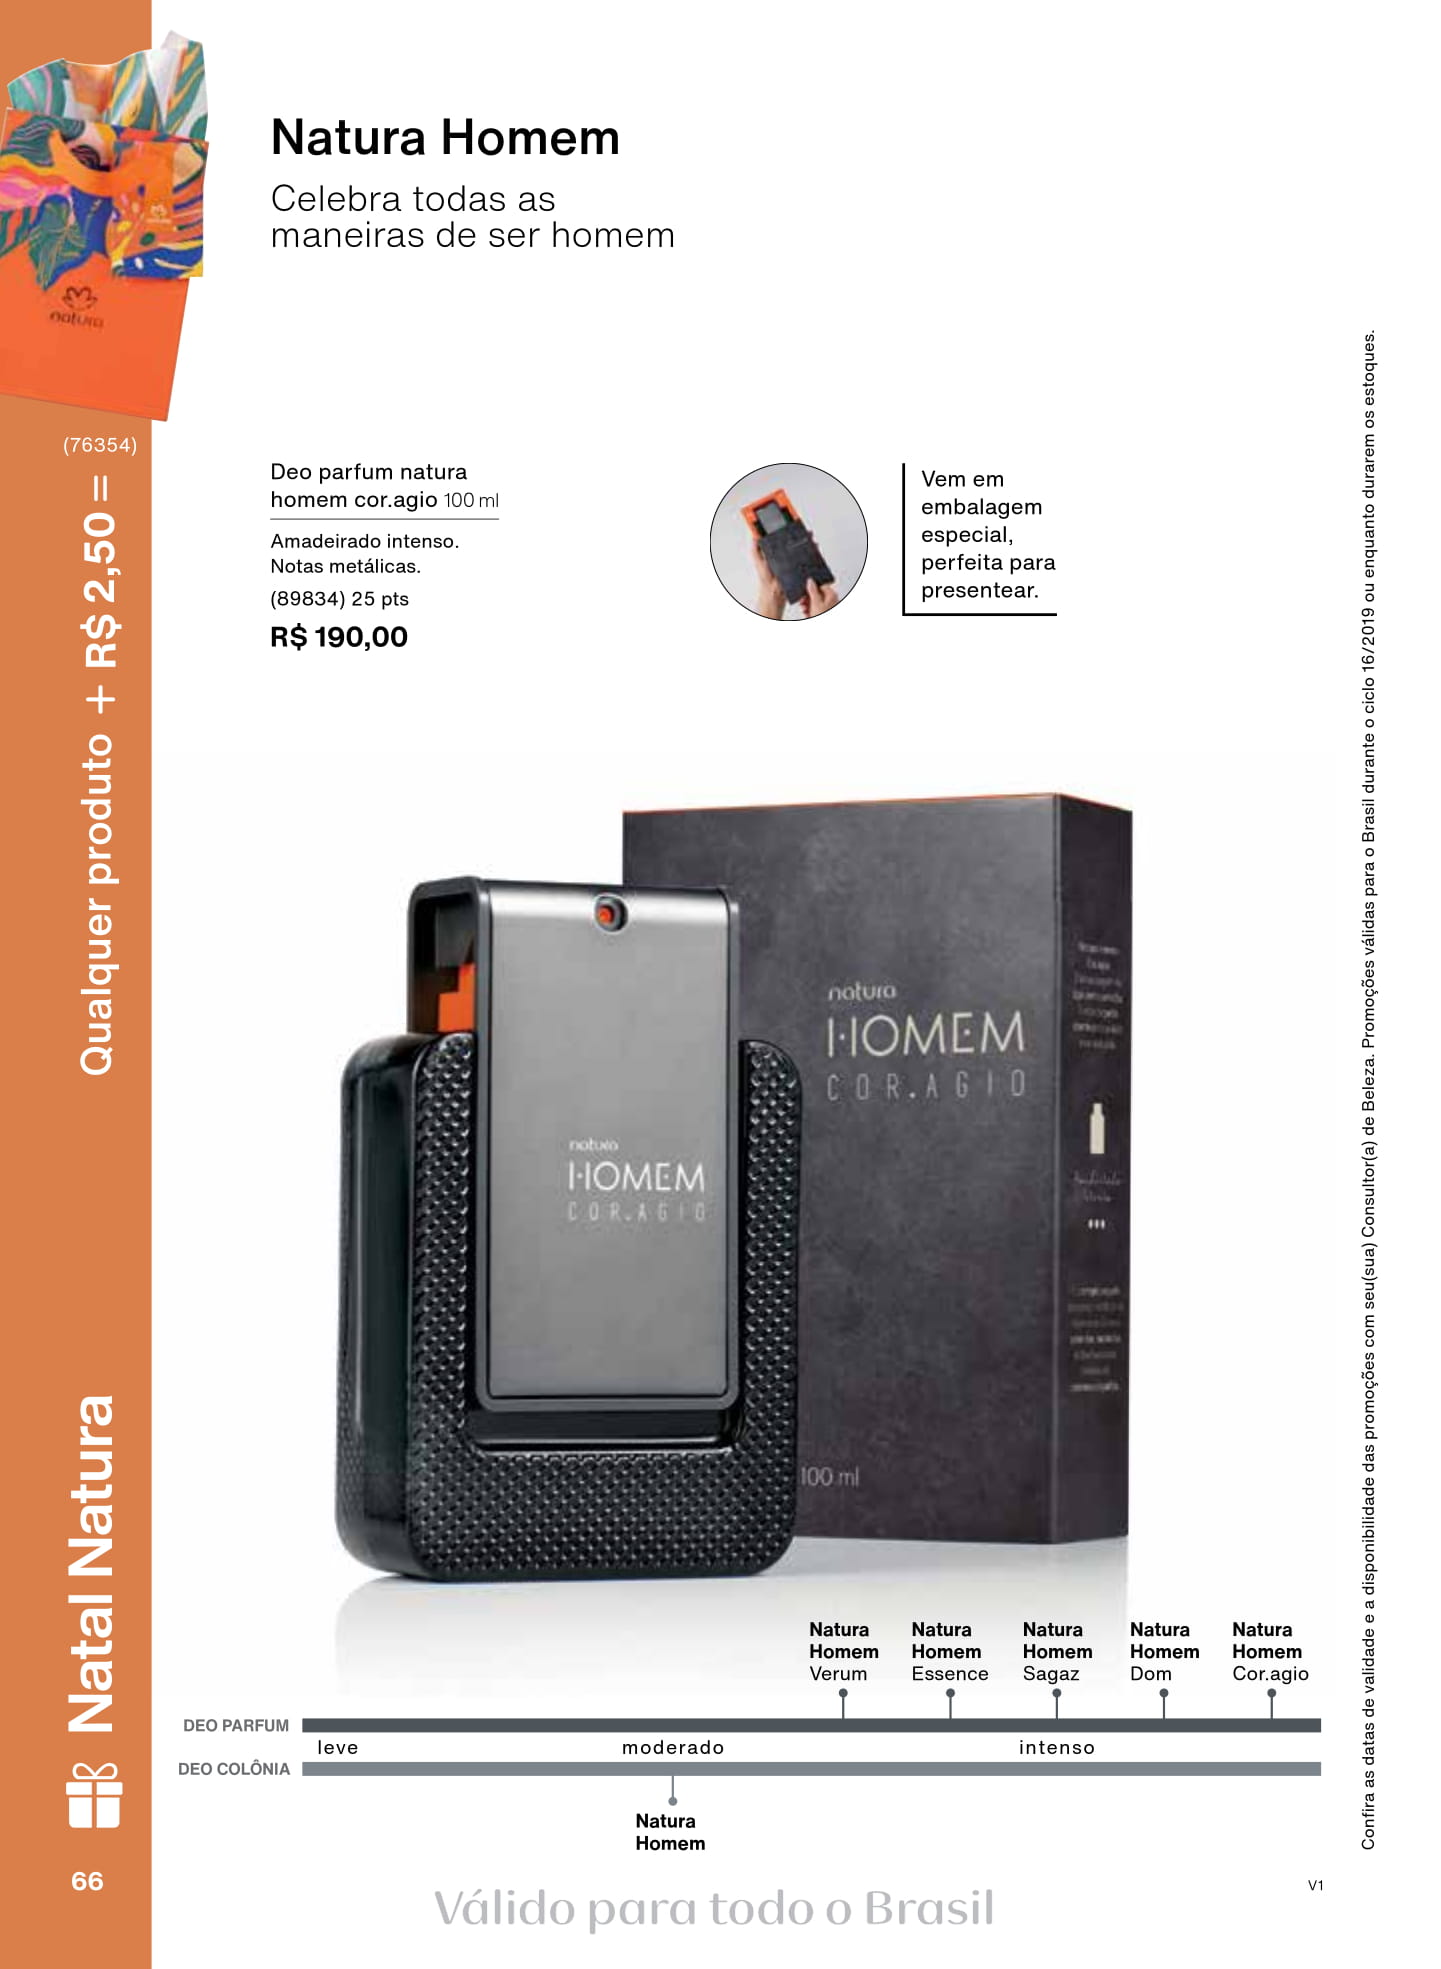 Natura Homem
Celebra todas as
maneiras de ser homem
natura
(76354)
Qualquer produto + R$ 2,50 =
Natal Natura
66
Deo parfum natura
homem cor.agio 100 ml
Amadeirado intenso.
Notas metálicas.
(89834) 25 pts
R$ 190,00
Vem em
embalagem
especial,
perfeita para
presentear.
natura
HOMEM
COR.AGIO
100 ml
natura
HOMEM
COR.AGIO
Natura
Homem
Verum
Natura
Homem
Essence
Natura
Homem
Sagaz
Natura
Homem
Dom
Natura
Homem
Cor.agio
DEO PARFUM
leve moderado intenso
DEO COLÔNIA
Natura
Homem
Confira as datas de validade e a disponibilidade das promoções com seu(sua) Consultor(a) de Beleza. Promoções válidas para o Brasil durante o ciclo 16/2019 ou enquanto durarem os estoques.
V1
Válido para todo o Brasil